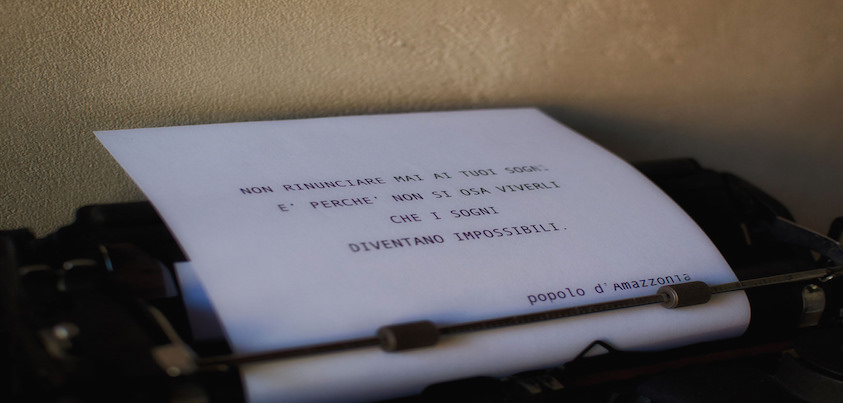 NON RINUNCIARE MAI AI TUOI SOGNI
E' PERCHE' NON SI OSA VIVERLI
CHE I SOGNI
DIVENTANO IMPOSSIBILI.
popolo d'Amazzonia